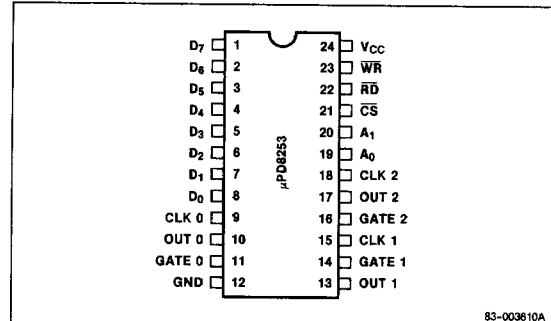 D7 1 24 VCC
D6 2 23 WR
D5 3 22 RD
D4 4 21 CS
D3 5 20 A1
D2 6 19 A0
D1 7 18 CLK 2
D0 8 17 OUT 2
CLK 0 9 16 GATE 2
OUT 0 10 15 CLK 1
GATE 0 11 14 GATE 1
GND 12 13 OUT 1
µPD8253
83-003610A